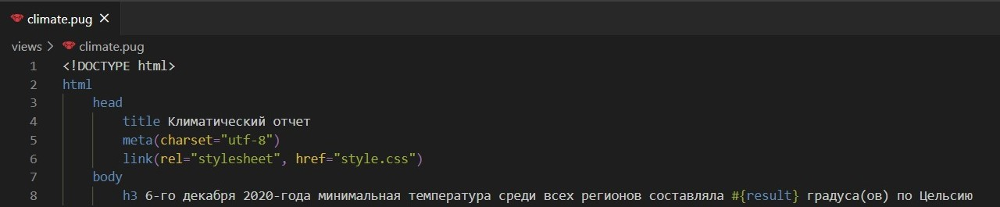 climate.pug ×
views > climate.pug
1 <!DOCTYPE html>
2 html
3 head
4 title Климатический отчет
5 meta(charset="utf-8")
6 link(rel="stylesheet", href="style.css")
7 body
8 h3 6-го декабря 2020-года минимальная температура среди всех регионов составляла #{result} градуса(ов) по Цельсию